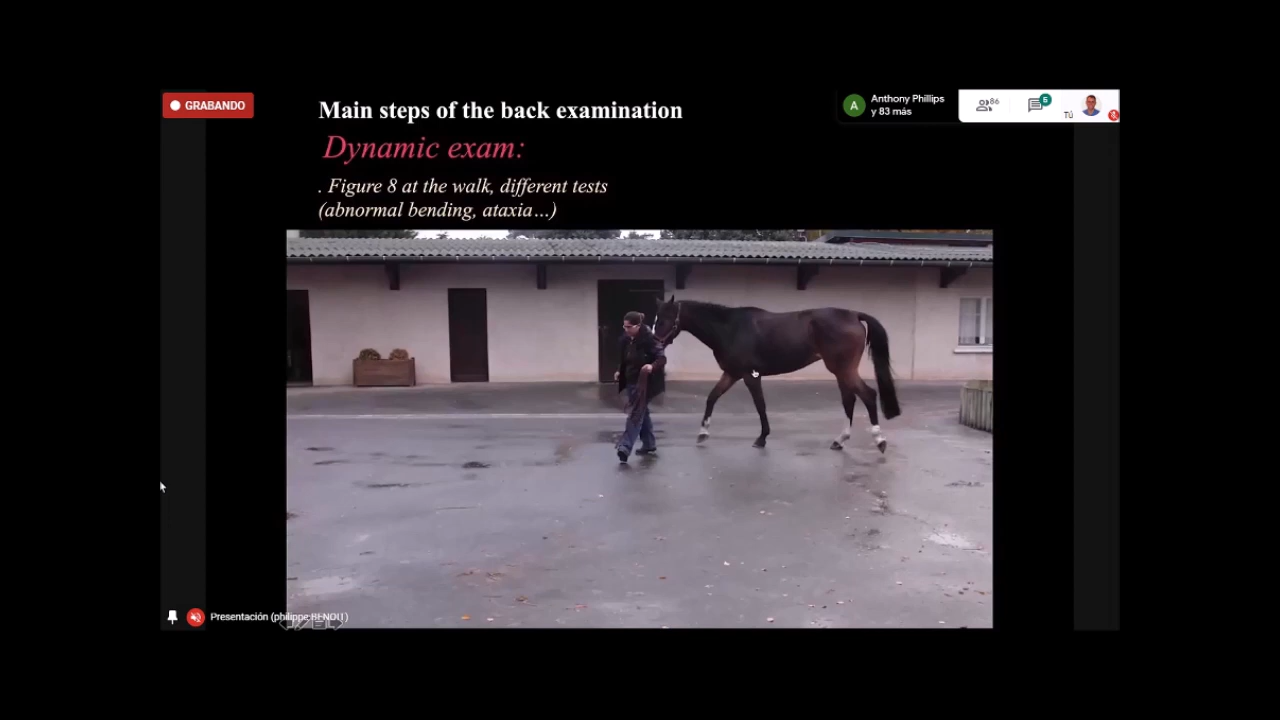 GRABANDO
Main steps of the back examination
Anthony Phillips
y 83 más
A
86
6
Tú
Dynamic exam:
. Figure 8 at the walk, different tests
(abnormal bending, ataxia…)
Presentación (philippe BENOIT)